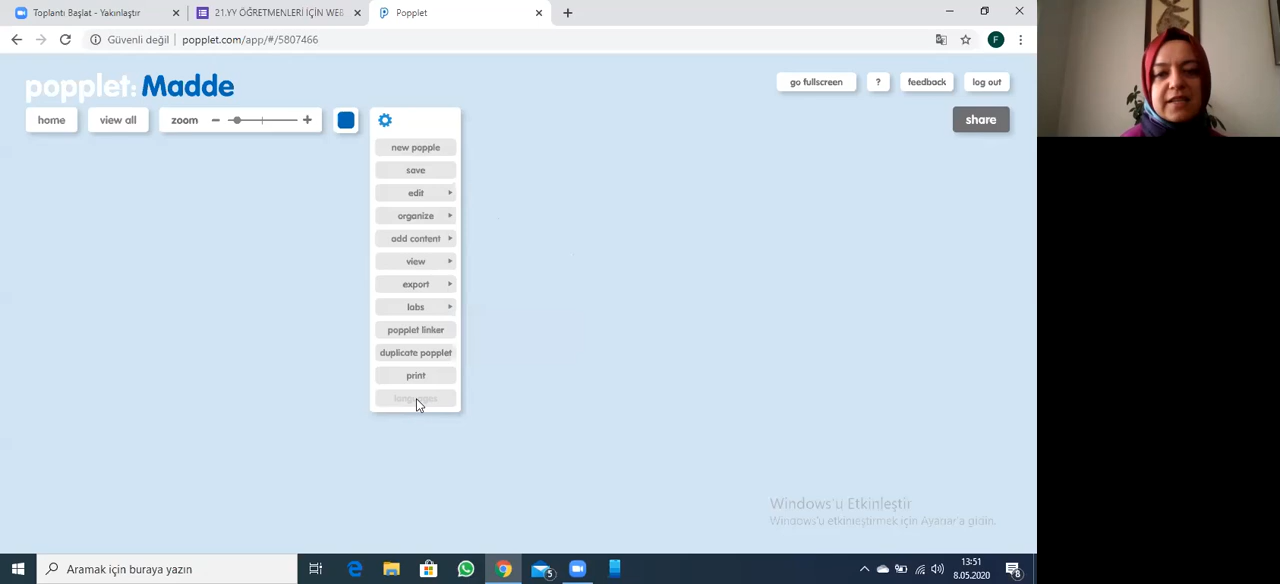 Toplantı Başlat - Yakınlaştır
21.YY ÖĞRETMENLERİ İÇİN WEB
Popplet
Güvenli değil
popplet.com/app/#/5807466
F
popplet: Madde
go fullscreen
?
feedback
log out
home
view all
zoom
share
new popple
save
edit
organize
add content
view
export
labs
popplet linker
duplicate popplet
print
languages
Windows'u Etkinleştir
Windows'u etkinleştirmek için Ayarlar'a gidin.
Aramak için buraya yazın
5
13:51
8.05.2020
8